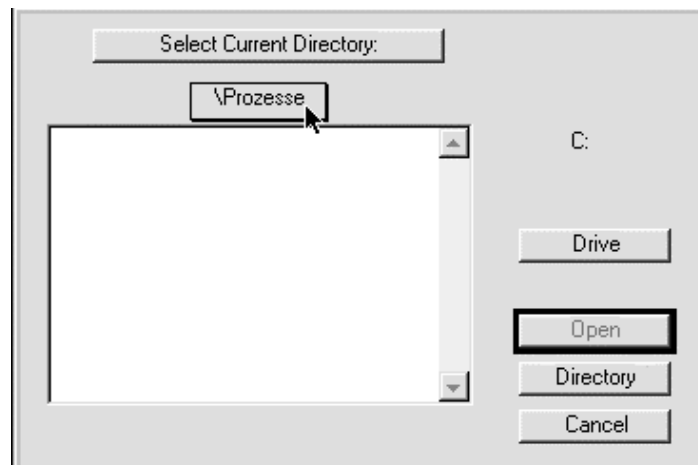 Select Current Directory:
\Prozesse
C:
Drive
Open
Directory
Cancel